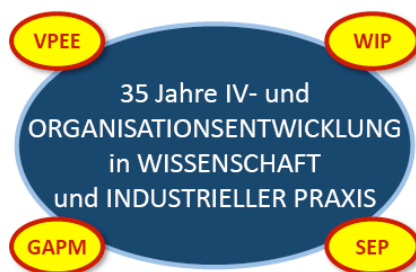 VPEE WIP
35 Jahre IV- und
ORGANISATIONSENTWICKLUNG
in WISSENSCHAFT
und INDUSTRIELLER PRAXIS
GAPM SEP